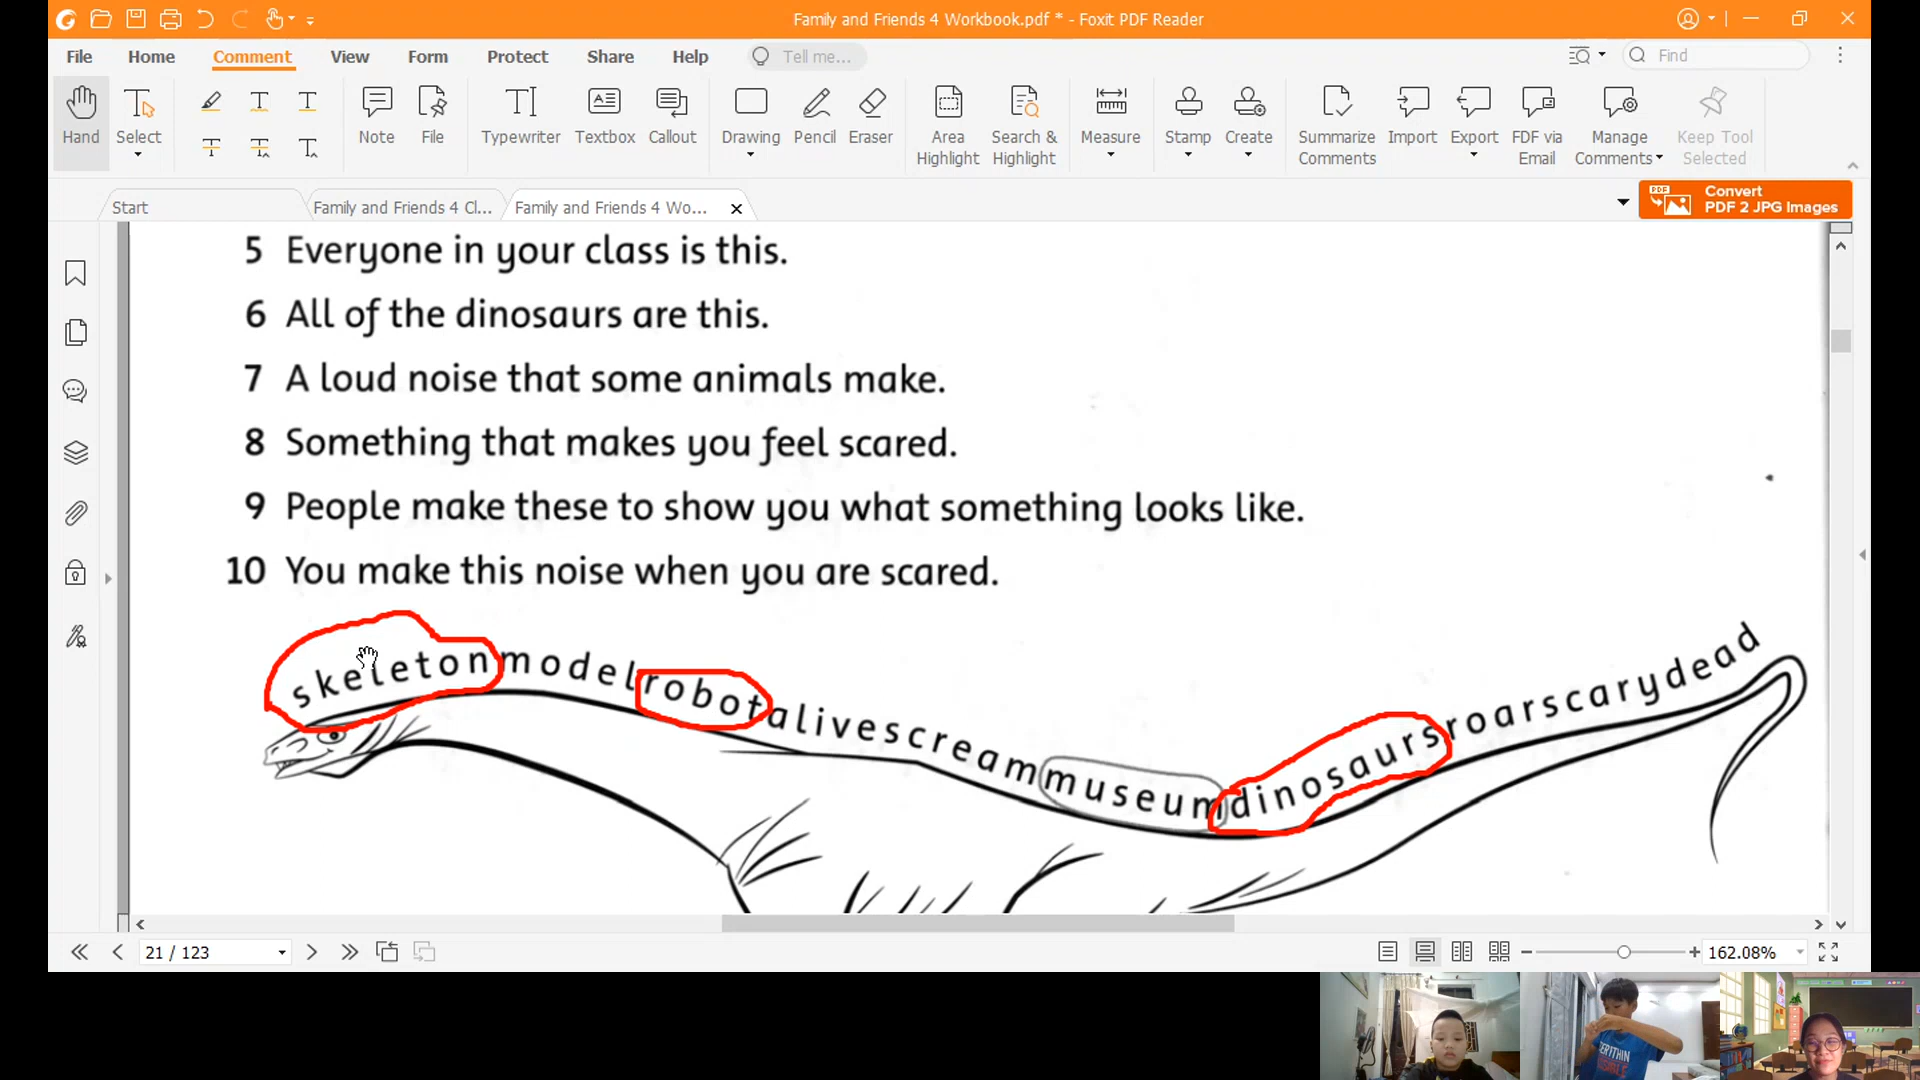 Family and Friends 4 Workbook.pdf * - Foxit PDF Reader
File Home Comment View Form Protect Share Help Tell me... Find
Hand Select Note File Typewriter Textbox Callout Drawing Pencil Eraser Area Highlight Search & Highlight Measure Stamp Create Summarize Comments Import Export PDF via Email Manage Comments Keep Tool Selected
Start Family and Friends 4 Cl... Family and Friends 4 Wo... PDF Convert PDF 2 JPG Images
5 Everyone in your class is this.
6 All of the dinosaurs are this.
7 A loud noise that some animals make.
8 Something that makes you feel scared.
9 People make these to show you what something looks like.
10 You make this noise when you are scared.
skeletonmodelrobotalivescreammuseumdinosaursroarscarydead
21 / 123 162.08%